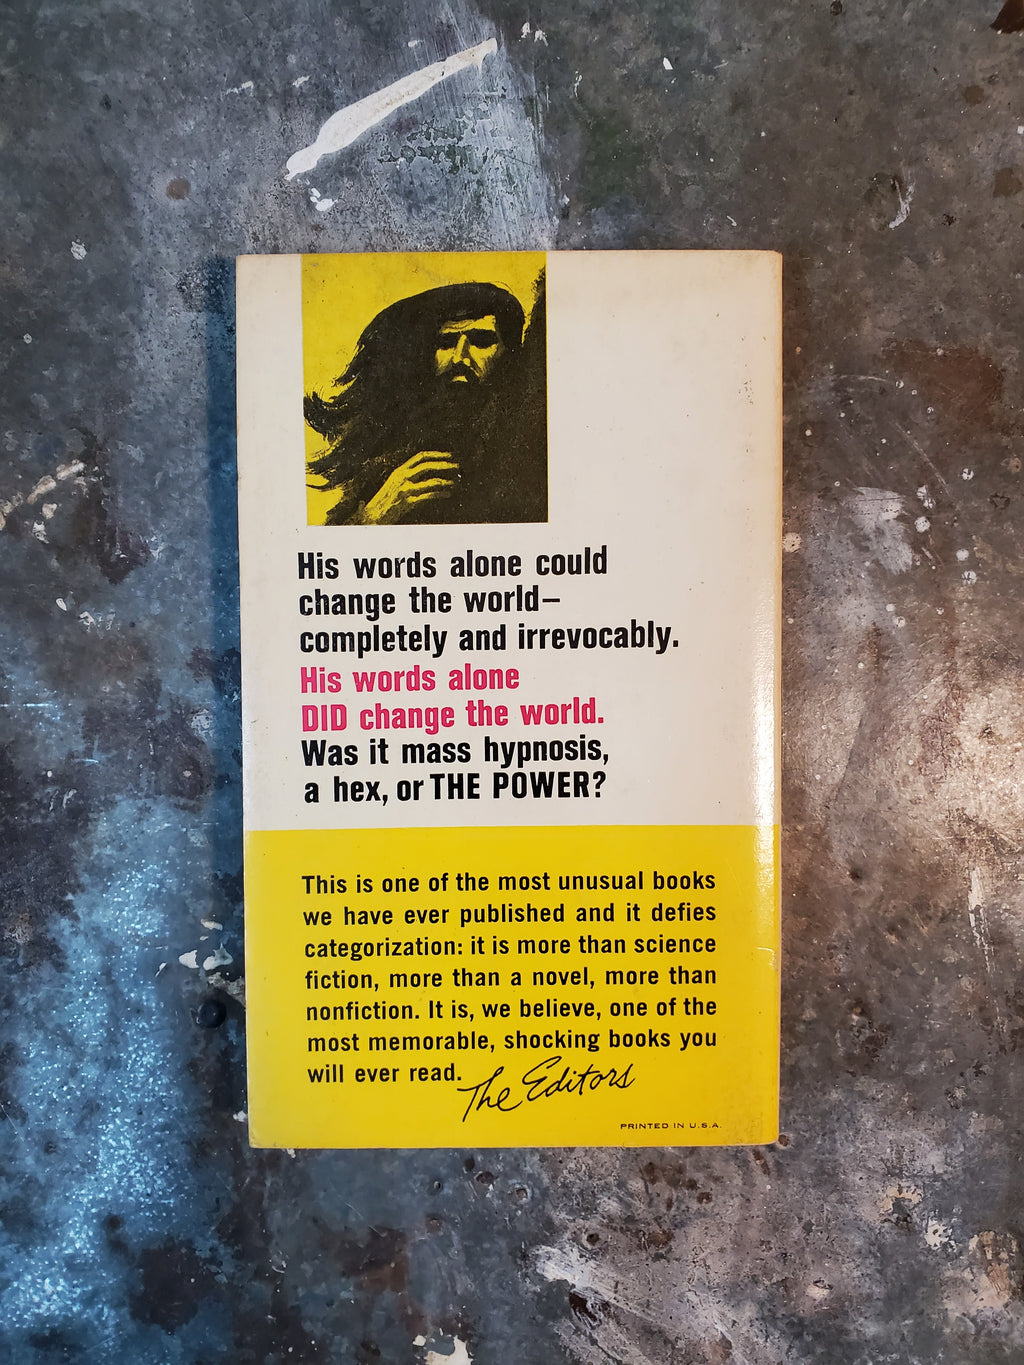 His words alone could
change the world—
completely and irrevocably.
His words alone
DID change the world.
Was it mass hypnosis,
a hex, or THE POWER?
This is one of the most unusual books
we have ever published and it defies
categorization: it is more than science
fiction, more than a novel, more than
nonfiction. It is, we believe, one of the
most memorable, shocking books you
will ever read.
The Editors
PRINTED IN U.S.A.